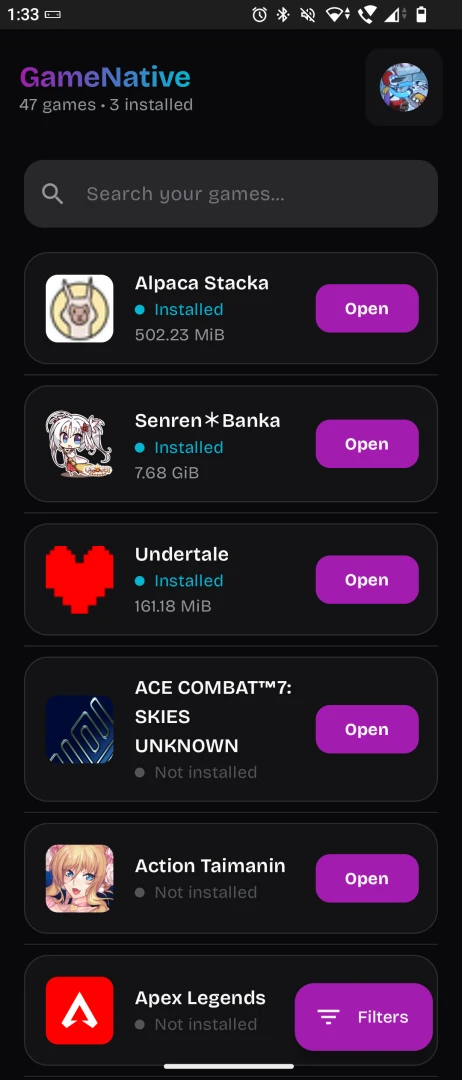 1:33
GameNative
47 games • 3 installed
Search your games...
Alpaca Stacka
Installed
502.23 MiB
Open
Senren＊Banka
Installed
7.68 GiB
Open
Undertale
Installed
161.18 MiB
Open
ACE COMBAT™7:
SKIES
UNKNOWN
Not installed
Open
Action Taimanin
Not installed
Open
Apex Legends
Not installed
Filters